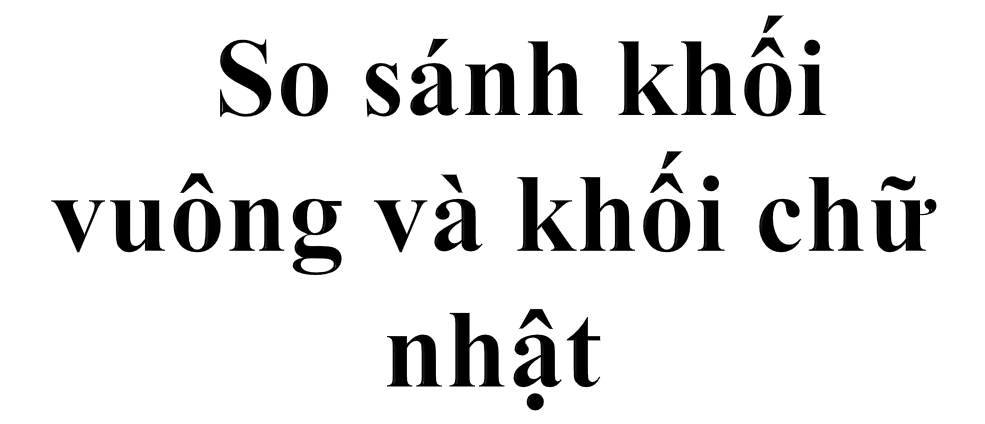 So sánh khối
vuông và khối chữ
nhật